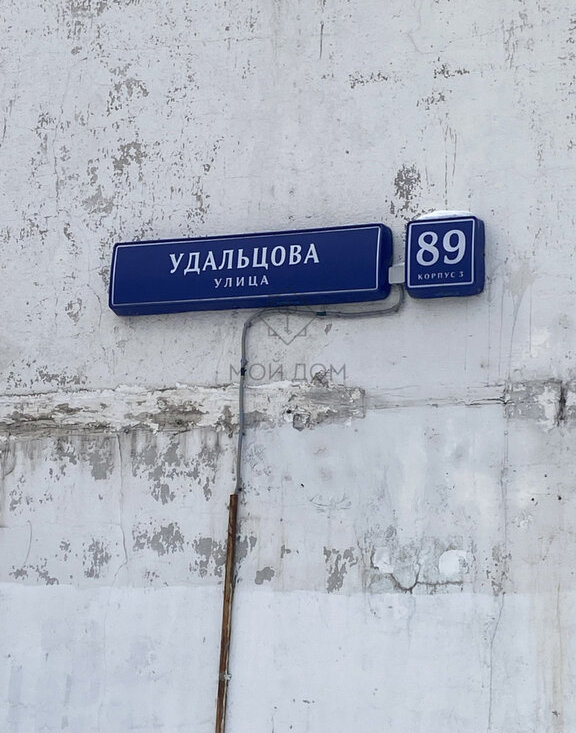 УДАЛЬЦОВА
УЛИЦА
89
КОРПУС 3
МОЙ ДОМ